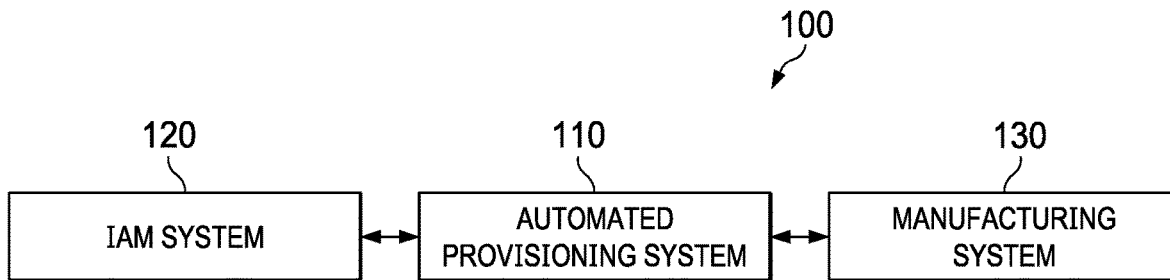 100
120
110
130
IAM SYSTEM
AUTOMATED
PROVISIONING SYSTEM
MANUFACTURING
SYSTEM